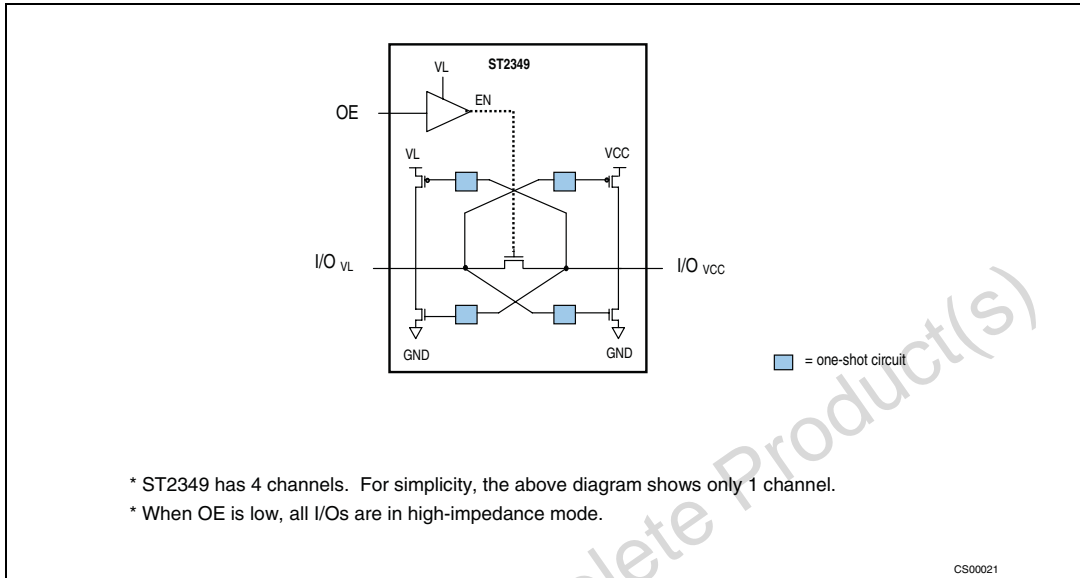 ST2349
VL
EN
OE
VL
VCC
I/O VL
I/O VCC
GND
GND
= one-shot circuit
* ST2349 has 4 channels. For simplicity, the above diagram shows only 1 channel.
* When OE is low, all I/Os are in high-impedance mode.
CS00021
lete Product(s)